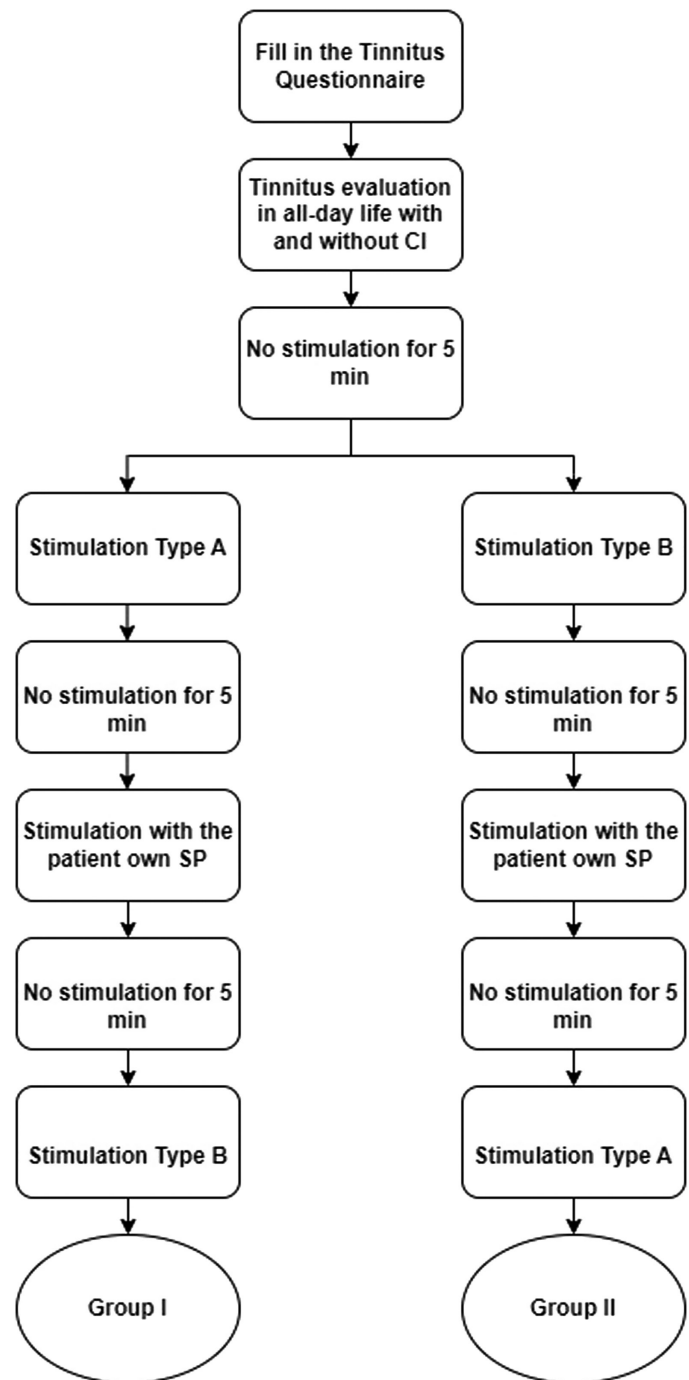 Fill in the Tinnitus
Questionnaire
Tinnitus evaluation
in all-day life with
and without CI
No stimulation for 5
min
Stimulation Type A
No stimulation for 5
min
Stimulation with the
patient own SP
No stimulation for 5
min
Stimulation Type B
Group I
Stimulation Type B
No stimulation for 5
min
Stimulation with the
patient own SP
No stimulation for 5
min
Stimulation Type A
Group II